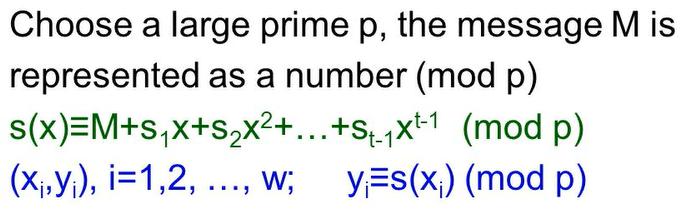 Choose a large prime p, the message M is
represented as a number (mod p)
s(x)≡M+s₁x+s₂x²+…+sₜ₋₁xᵗ⁻¹ (mod p)
(xᵢ,yᵢ), i=1,2, …, w; yᵢ≡s(xᵢ) (mod p)